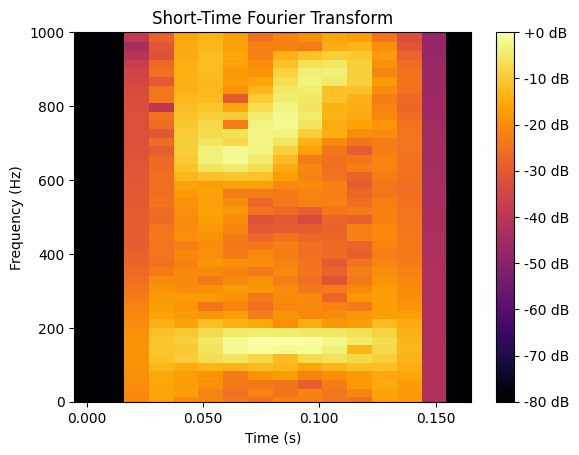 Short-Time Fourier Transform
1000
800
600
400
200
0
Frequency (Hz)
0.000
0.050
0.100
0.150
Time (s)
+0 dB
-10 dB
-20 dB
-30 dB
-40 dB
-50 dB
-60 dB
-70 dB
-80 dB